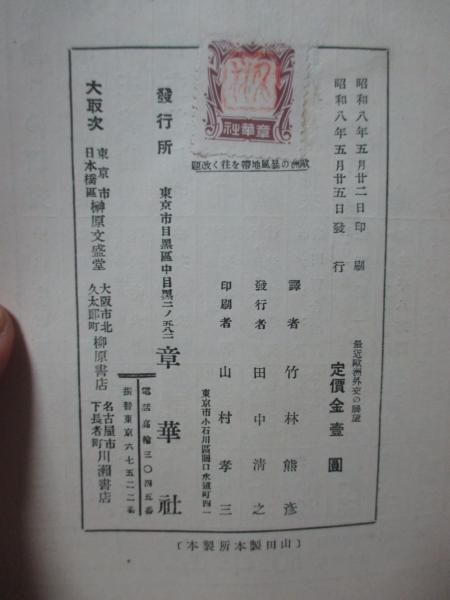 昭和八年五月廿二日印刷
昭和八年五月廿五日發行
最近歐洲外交の勝望
定價金壹圓
譯者 竹林熊彦
發行者 田中淸之
印刷者 山村孝三
東京市小石川區關口水道町四一
社華章
歐洲の暴風地帶を往く改題
發行所 東京市目黑區中目黑二ノ五八二 章華社
電話高輪三〇四五番
振替東京六七五二二番
大取次
東京市日本橋區 榊原文盛堂
大阪市北久太郎町 柳原書店
名古屋市下長者町 川瀨書店
〔山田製本所製本〕